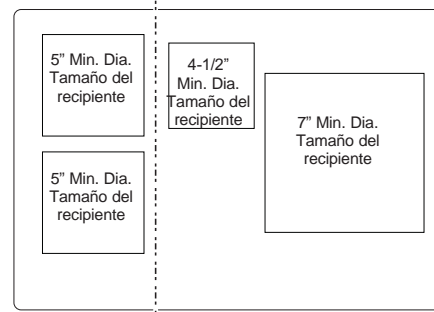 5” Min. Dia.
Tamaño del
recipiente
5” Min. Dia.
Tamaño del
recipiente
4-1/2”
Min. Dia.
Tamaño del
recipiente
7” Min. Dia.
Tamaño del
recipiente